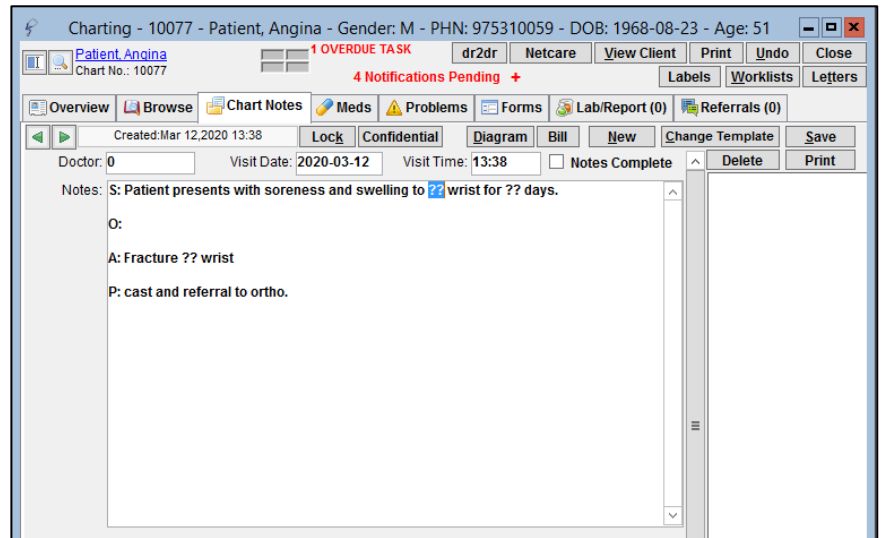 Charting - 10077 - Patient, Angina - Gender: M - PHN: 975310059 - DOB: 1968-08-23 - Age: 51
Patient, Angina
Chart No.: 10077
1 OVERDUE TASK
dr2dr Netcare View Client Print Undo Close
4 Notifications Pending +
Labels Worklists Letters
Overview Browse Chart Notes Meds Problems Forms Lab/Report (0) Referrals (0)
Created:Mar 12,2020 13:38 Lock Confidential Diagram Bill New Change Template Save
Doctor: 0 Visit Date: 2020-03-12 Visit Time: 13:38 Notes Complete Delete Print
Notes: S: Patient presents with soreness and swelling to ?? wrist for ?? days.
O:
A: Fracture ?? wrist
P: cast and referral to ortho.